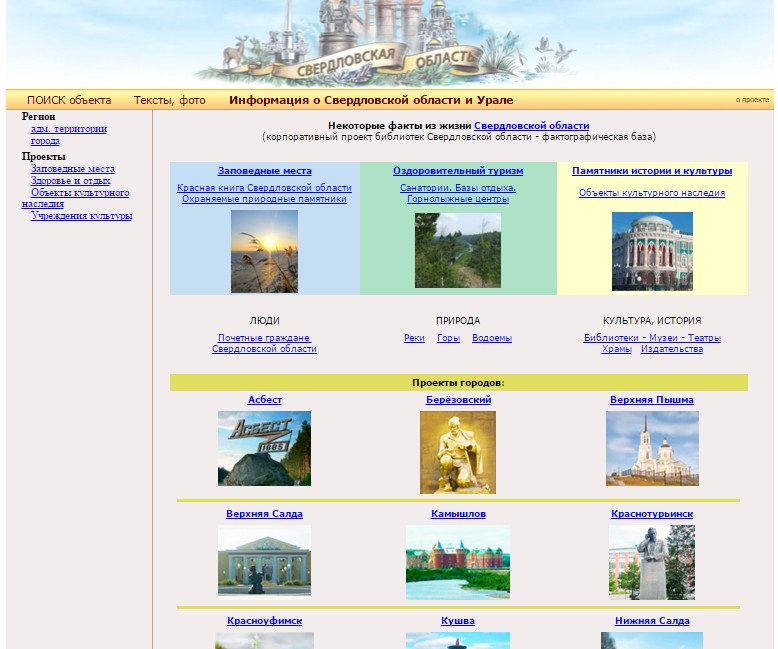 СВЕРДЛОВСКАЯ ОБЛАСТЬ
ПОИСК объекта Тексты, фото Информация о Свердловской области и Урале о проекте
Регион
адм. территории
города
Проекты
Заповедные места
Здоровье и отдых
Объекты культурного
наследия
Учреждения культуры
Некоторые факты из жизни Свердловской области
(корпоративный проект библиотек Свердловской области - фактографическая база)
Заповедные места
Красная книга Свердловской области
Охраняемые природные памятники
Оздоровительный туризм
Санатории. Базы отдыха.
Горнолыжные центры
Памятники истории и культуры
Объекты культурного наследия
ЛЮДИ
Почетные граждане
Свердловской области
ПРИРОДА
Реки Горы Водоемы
КУЛЬТУРА, ИСТОРИЯ
Библиотеки - Музеи - Театры
Храмы Издательства
Проекты городов:
Асбест Берёзовский Верхняя Пышма
АСБЕСТ
1885
Верхняя Салда Камышлов Краснотурьинск
Красноуфимск Кушва Нижняя Салда